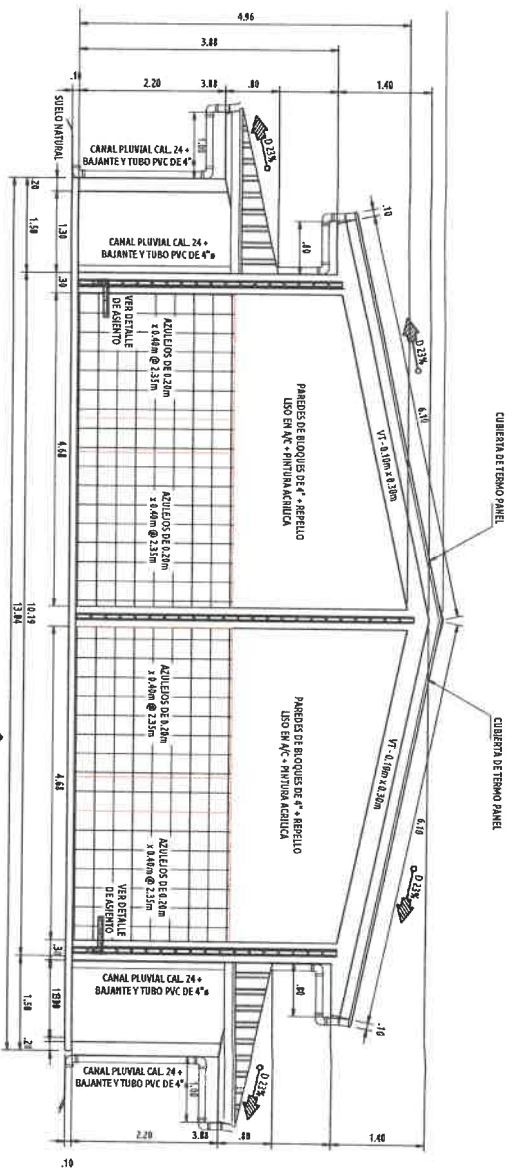 4.96
3.88
.10
2.20
3.88
.80
1.40
SUELO NATURAL
.20
1.50
1.30
.30
CANAL PLUVIAL CAL. 24 +
BAJANTE Y TUBO PVC DE 4"
1.00
D 23%
CANAL PLUVIAL CAL. 24 +
BAJANTE Y TUBO PVC DE 4"ø
.80
.10
D 23%
6.10
CUBIERTA DE TERMO PANEL
VER DETALLE
DE ASIENTO
AZULEJOS DE 0.20m
x 0.40m @ 2.35m
PAREDES DE BLOQUES DE 4" + REPELLO
LISO EN A/C + PINTURA ACRILICA
VT - 0.10m X 0.30m
4.68
AZULEJOS DE 0.20m
x 0.40m @ 2.35m
10.19
13.04
CUBIERTA DE TERMO PANEL
AZULEJOS DE 0.20m
x 0.40m @ 2.35m
PAREDES DE BLOQUES DE 4" + REPELLO
LISO EN A/C + PINTURA ACRILICA
VT - 0.10m X 0.30m
6.10
4.68
AZULEJOS DE 0.20m
x 0.40m @ 2.35m
D 23%
VER DETALLE
DE ASIENTO
CANAL PLUVIAL CAL. 24 +
BAJANTE Y TUBO PVC DE 4"ø
.80
.10
1.50
.20
CANAL PLUVIAL CAL. 24 +
BAJANTE Y TUBO PVC DE 4"
1.00
D 23%
.10
2.20
3.88
.80
1.40